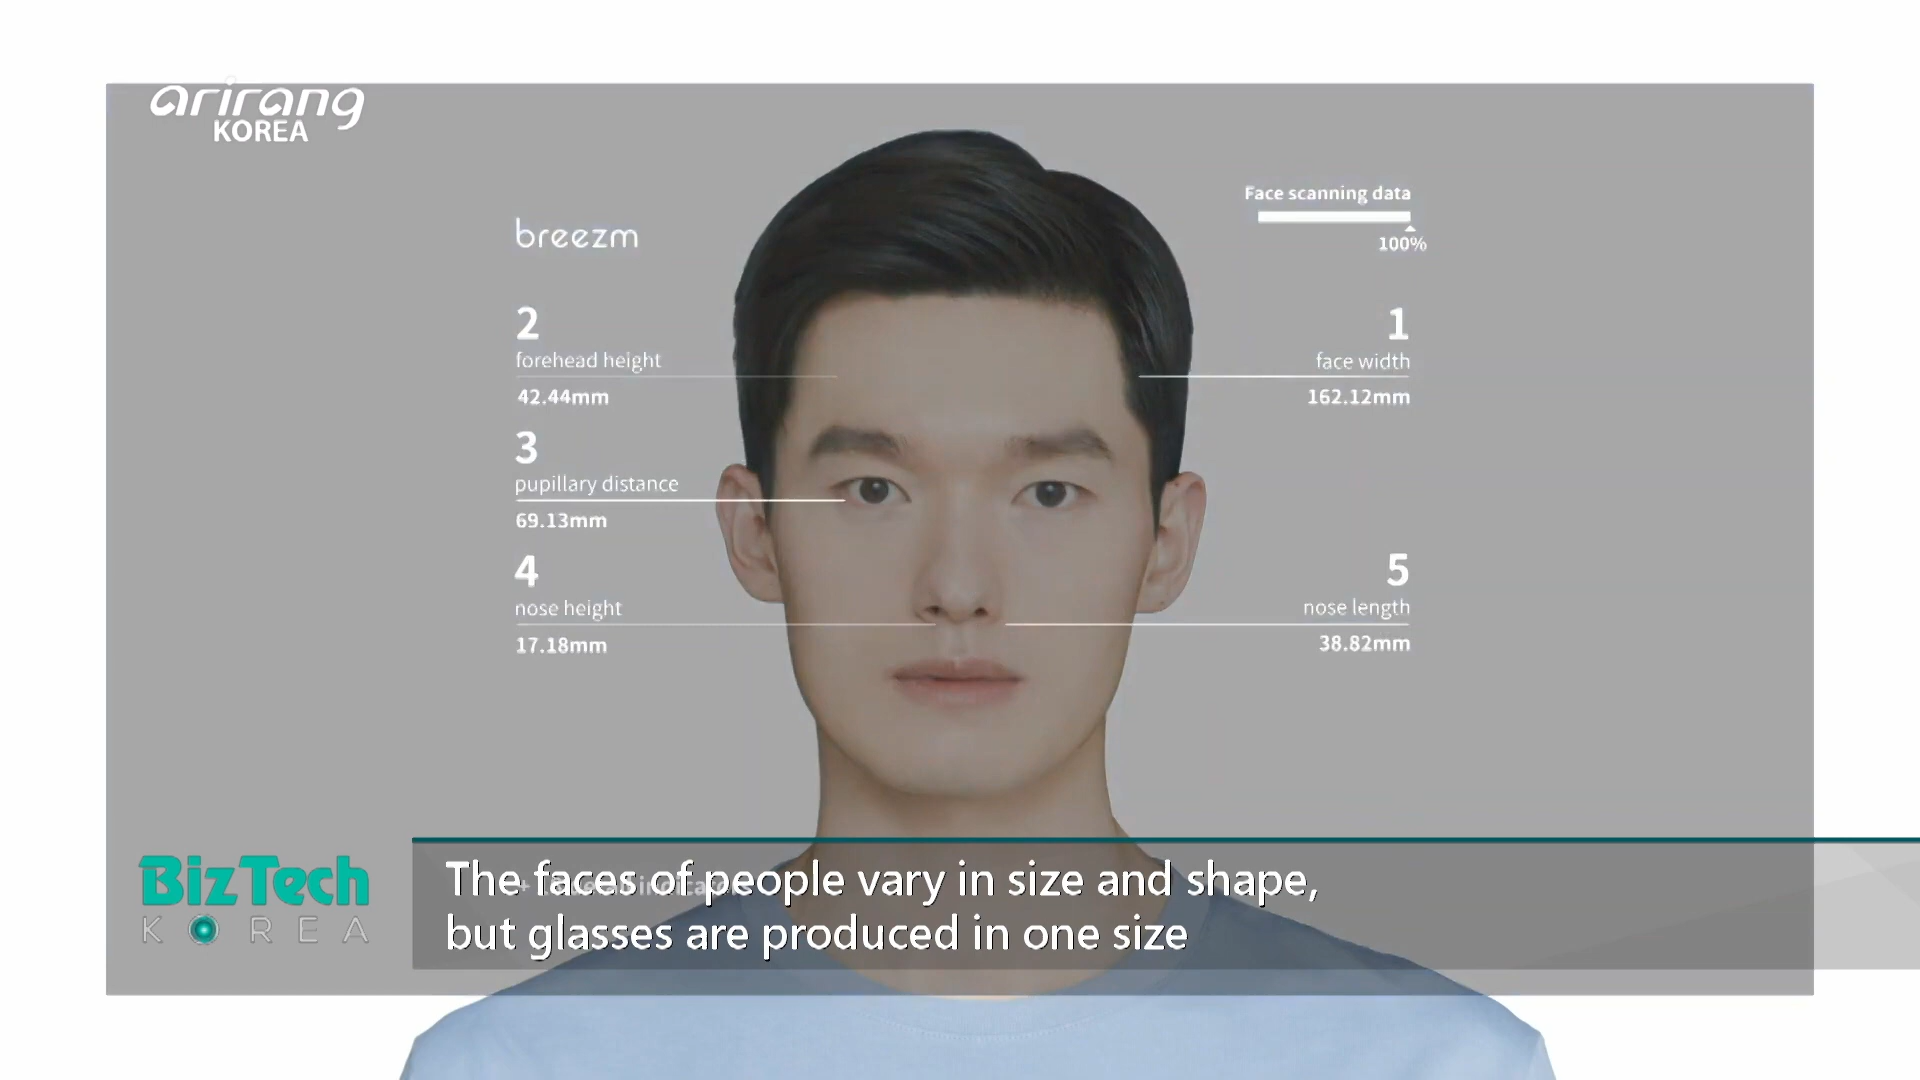 arirang
KOREA
breezm
Face scanning data
100%
2
forehead height
42.44mm
1
face width
162.12mm
3
pupillary distance
69.13mm
4
nose height
17.18mm
5
nose length
38.82mm
BizTech
KOREA
The faces of people vary in size and shape,
but glasses are produced in one size